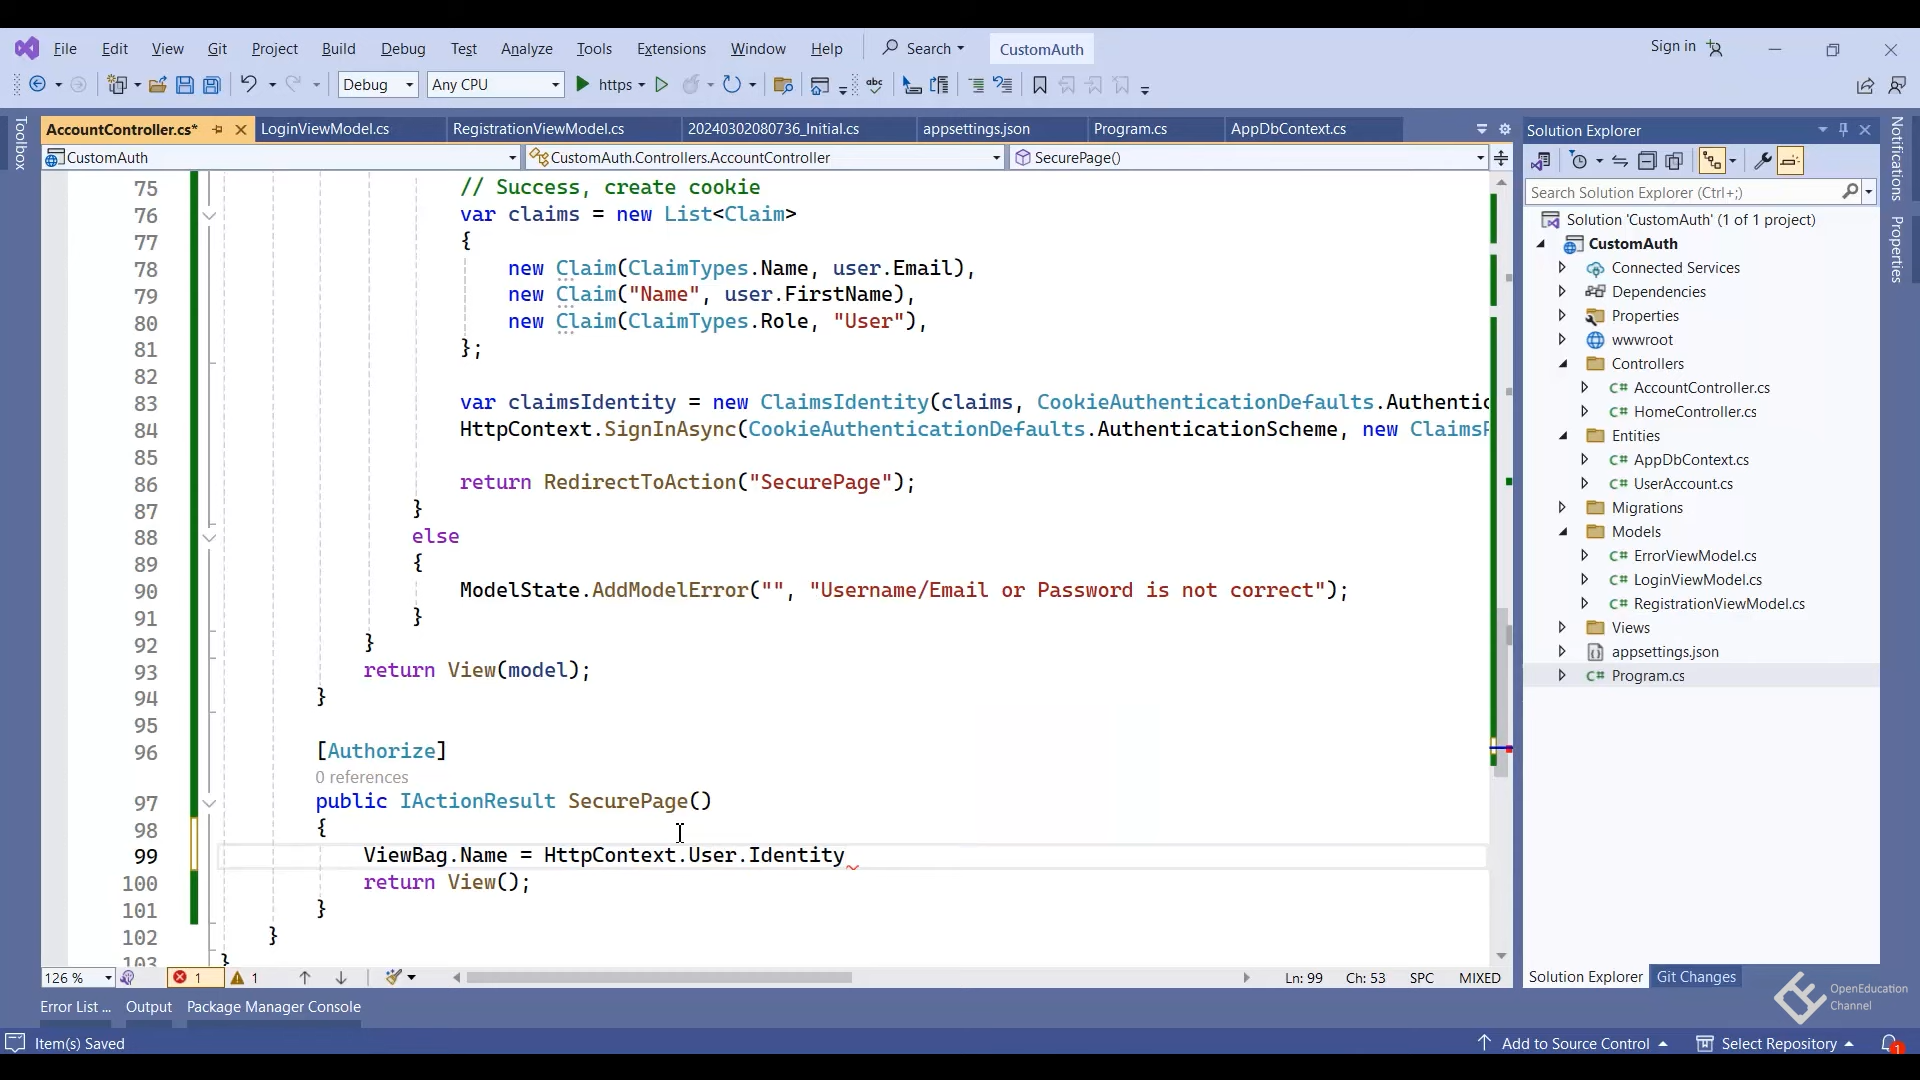 File Edit View Git Project Build Debug Test Analyze Tools Extensions Window Help Search CustomAuth Sign in
Debug Any CPU https
AccountController.cs* LoginViewModel.cs RegistrationViewModel.cs 20240302080736_Initial.cs appsettings.json Program.cs AppDbContext.cs
CustomAuth CustomAuth.Controllers.AccountController SecurePage()
Toolbox
75 // Success, create cookie
76 var claims = new List<Claim>
77 {
78 new Claim(ClaimTypes.Name, user.Email),
79 new Claim("Name", user.FirstName),
80 new Claim(ClaimTypes.Role, "User"),
81 };
82
83 var claimsIdentity = new ClaimsIdentity(claims, CookieAuthenticationDefaults.Authentic
84 HttpContext.SignInAsync(CookieAuthenticationDefaults.AuthenticationScheme, new Claims
85
86 return RedirectToAction("SecurePage");
87 }
88 else
89 {
90 ModelState.AddModelError("", "Username/Email or Password is not correct");
91 }
92 }
93 return View(model);
94 }
95
96 [Authorize]
0 references
97 public IActionResult SecurePage()
98 {
99 ViewBag.Name = HttpContext.User.Identity
100 return View();
101 }
102 }
103 }
126 % 1 1 Ln: 99 Ch: 53 SPC MIXED
Error List ... Output Package Manager Console
Item(s) Saved Add to Source Control Select Repository 1
Solution Explorer
Search Solution Explorer (Ctrl+;)
Solution 'CustomAuth' (1 of 1 project)
CustomAuth
Connected Services
Dependencies
Properties
wwwroot
Controllers
C# AccountController.cs
C# HomeController.cs
Entities
C# AppDbContext.cs
C# UserAccount.cs
Migrations
Models
C# ErrorViewModel.cs
C# LoginViewModel.cs
C# RegistrationViewModel.cs
Views
appsettings.json
C# Program.cs
Solution Explorer Git Changes
Notifications
Properties
OpenEducation
Channel